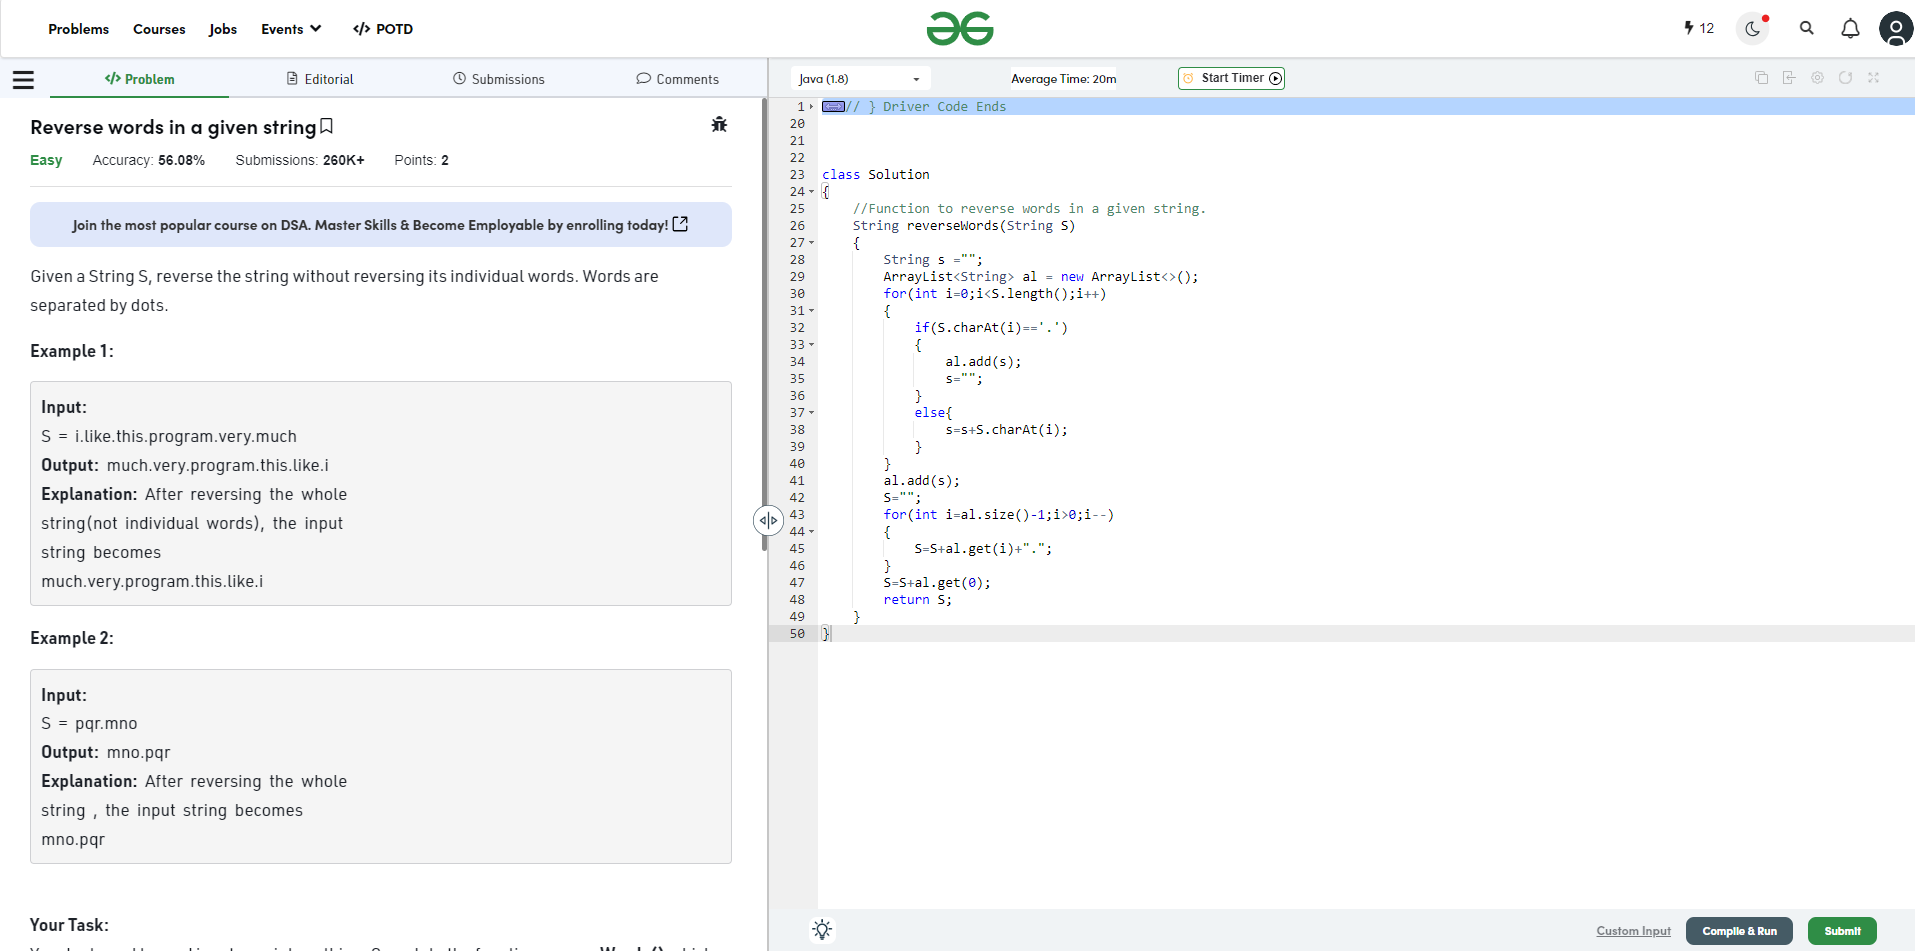 Problems Courses Jobs Events </> POTD
12
</> Problem Editorial Submissions Comments
Reverse words in a given string
Easy Accuracy: 56.08% Submissions: 260K+ Points: 2
Join the most popular course on DSA. Master Skills & Become Employable by enrolling today!
Given a String S, reverse the string without reversing its individual words. Words are
separated by dots.
Example 1:
Input:
S = i.like.this.program.very.much
Output: much.very.program.this.like.i
Explanation: After reversing the whole
string(not individual words), the input
string becomes
much.very.program.this.like.i
Example 2:
Input:
S = pqr.mno
Output: mno.pqr
Explanation: After reversing the whole
string , the input string becomes
mno.pqr
Your Task:
Java (1.8) Average Time: 20m Start Timer
1 // } Driver Code Ends
20
21
22
23 class Solution
24 {
25 //Function to reverse words in a given string.
26 String reverseWords(String S)
27 {
28 String s ="";
29 ArrayList<String> al = new ArrayList<>();
30 for(int i=0;i<S.length();i++)
31 {
32 if(S.charAt(i)=='.')
33 {
34 al.add(s);
35 s="";
36 }
37 else{
38 s=s+S.charAt(i);
39 }
40 }
41 al.add(s);
42 S="";
43 for(int i=al.size()-1;i>0;i--)
44 {
45 S=S+al.get(i)+".";
46 }
47 S=S+al.get(0);
48 return S;
49 }
50 }
Custom Input Compile & Run Submit